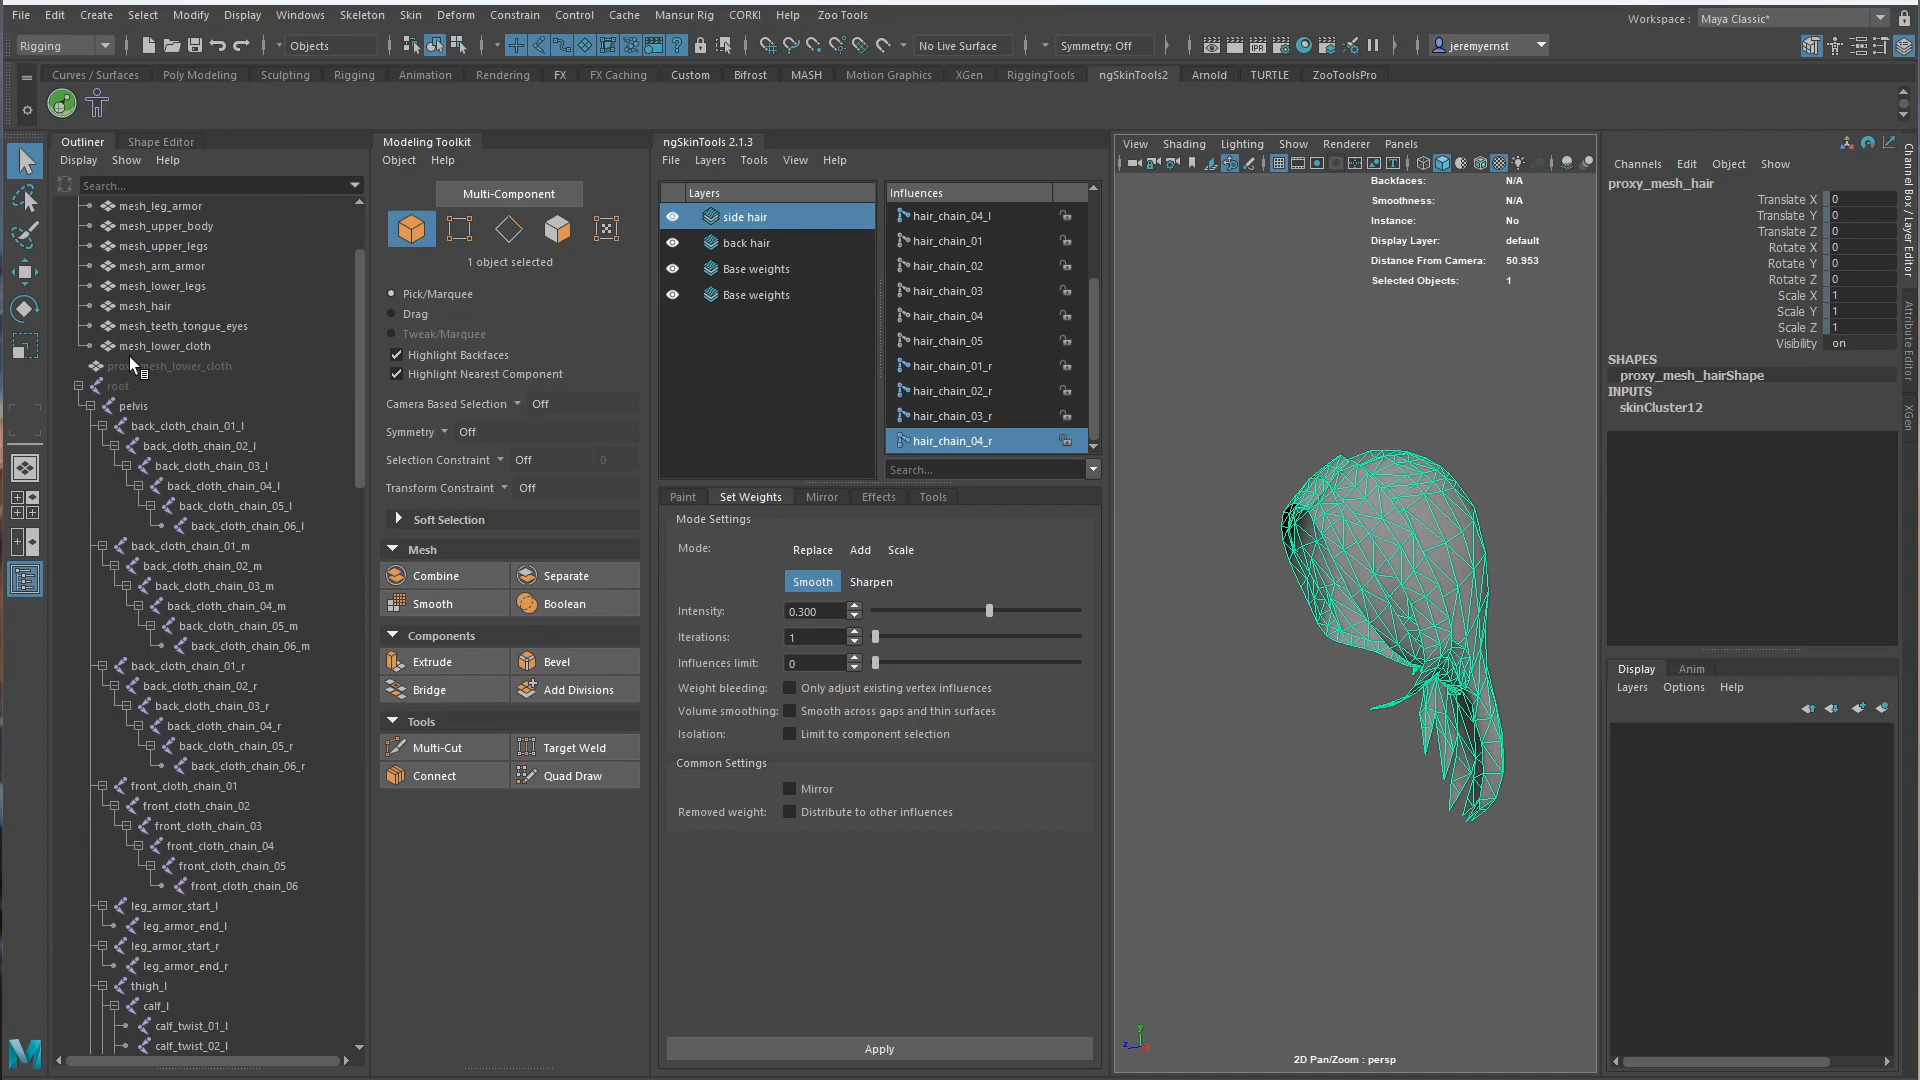 File Edit Create Select Modify Display Windows Skeleton Skin Deform Constrain Control Cache Mansur Rig CORKI Help Zoo Tools Workspace : Maya Classic*
Rigging Objects No Live Surface Symmetry: Off jeremyernst
Curves / Surfaces Poly Modeling Sculpting Rigging Animation Rendering FX FX Caching Custom Bifrost MASH Motion Graphics XGen RiggingTools ngSkinTools2 Arnold TURTLE ZooToolsPro
Outliner Shape Editor
Display Show Help
Search...
mesh_leg_armor
mesh_upper_body
mesh_upper_legs
mesh_arm_armor
mesh_lower_legs
mesh_hair
mesh_teeth_tongue_eyes
mesh_lower_cloth
root
pelvis
back_cloth_chain_01_l
back_cloth_chain_02_l
back_cloth_chain_03_l
back_cloth_chain_04_l
back_cloth_chain_05_l
back_cloth_chain_06_l
back_cloth_chain_01_m
back_cloth_chain_02_m
back_cloth_chain_03_m
back_cloth_chain_04_m
back_cloth_chain_05_m
back_cloth_chain_06_m
back_cloth_chain_01_r
back_cloth_chain_02_r
back_cloth_chain_03_r
back_cloth_chain_04_r
back_cloth_chain_05_r
back_cloth_chain_06_r
front_cloth_chain_01
front_cloth_chain_02
front_cloth_chain_03
front_cloth_chain_04
front_cloth_chain_05
front_cloth_chain_06
leg_armor_start_l
leg_armor_end_l
leg_armor_start_r
leg_armor_end_r
thigh_l
calf_l
calf_twist_01_l
calf_twist_02_l
Modeling Toolkit
Object Help
Multi-Component
1 object selected
Pick/Marquee
Drag
Tweak/Marquee
Highlight Backfaces
Highlight Nearest Component
Camera Based Selection Off
Symmetry Off
Selection Constraint Off 0
Transform Constraint Off
Soft Selection
Mesh
Combine Separate
Smooth Boolean
Components
Extrude Bevel
Bridge Add Divisions
Tools
Multi-Cut Target Weld
Connect Quad Draw
ngSkinTools 2.1.3
File Layers Tools View Help
Layers
side hair
back hair
Base weights
Base weights
Influences
hair_chain_04_l
hair_chain_01
hair_chain_02
hair_chain_03
hair_chain_04
hair_chain_05
hair_chain_01_r
hair_chain_02_r
hair_chain_03_r
hair_chain_04_r
Search...
Paint Set Weights Mirror Effects Tools
Mode Settings
Mode: Replace Add Scale
Smooth Sharpen
Intensity: 0.300
Iterations: 1
Influences limit: 0
Weight bleeding: Only adjust existing vertex influences
Volume smoothing: Smooth across gaps and thin surfaces
Isolation: Limit to component selection
Common Settings
Mirror
Removed weight: Distribute to other influences
Apply
View Shading Lighting Show Renderer Panels
IPR
Backfaces: N/A
Smoothness: N/A
Instance: No
Display Layer: default
Distance From Camera: 50.953
Selected Objects: 1
y
z
2D Pan/Zoom : persp
Channels Edit Object Show
proxy_mesh_hair
Translate X 0
Translate Y 0
Translate Z 0
Rotate X 0
Rotate Y 0
Rotate Z 0
Scale X 1
Scale Y 1
Scale Z 1
Visibility on
SHAPES
proxy_mesh_hairShape
INPUTS
skinCluster12
Display Anim
Layers Options Help
Channel Box / Layer Editor
Attribute Editor
XGen